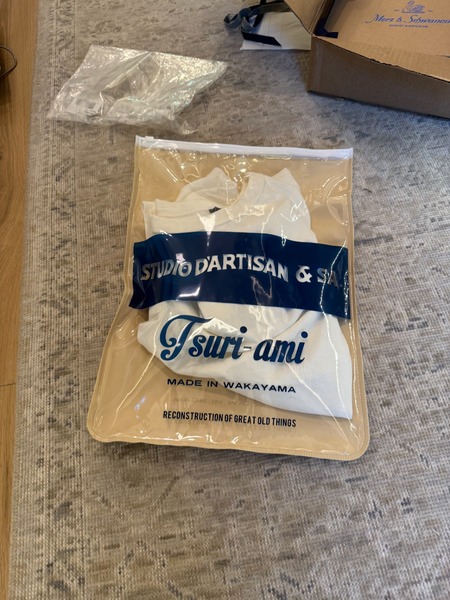 STUDIO D'ARTISAN & SA
Tsuri-ami
MADE IN WAKAYAMA
RECONSTRUCTION OF GREAT OLD THINGS